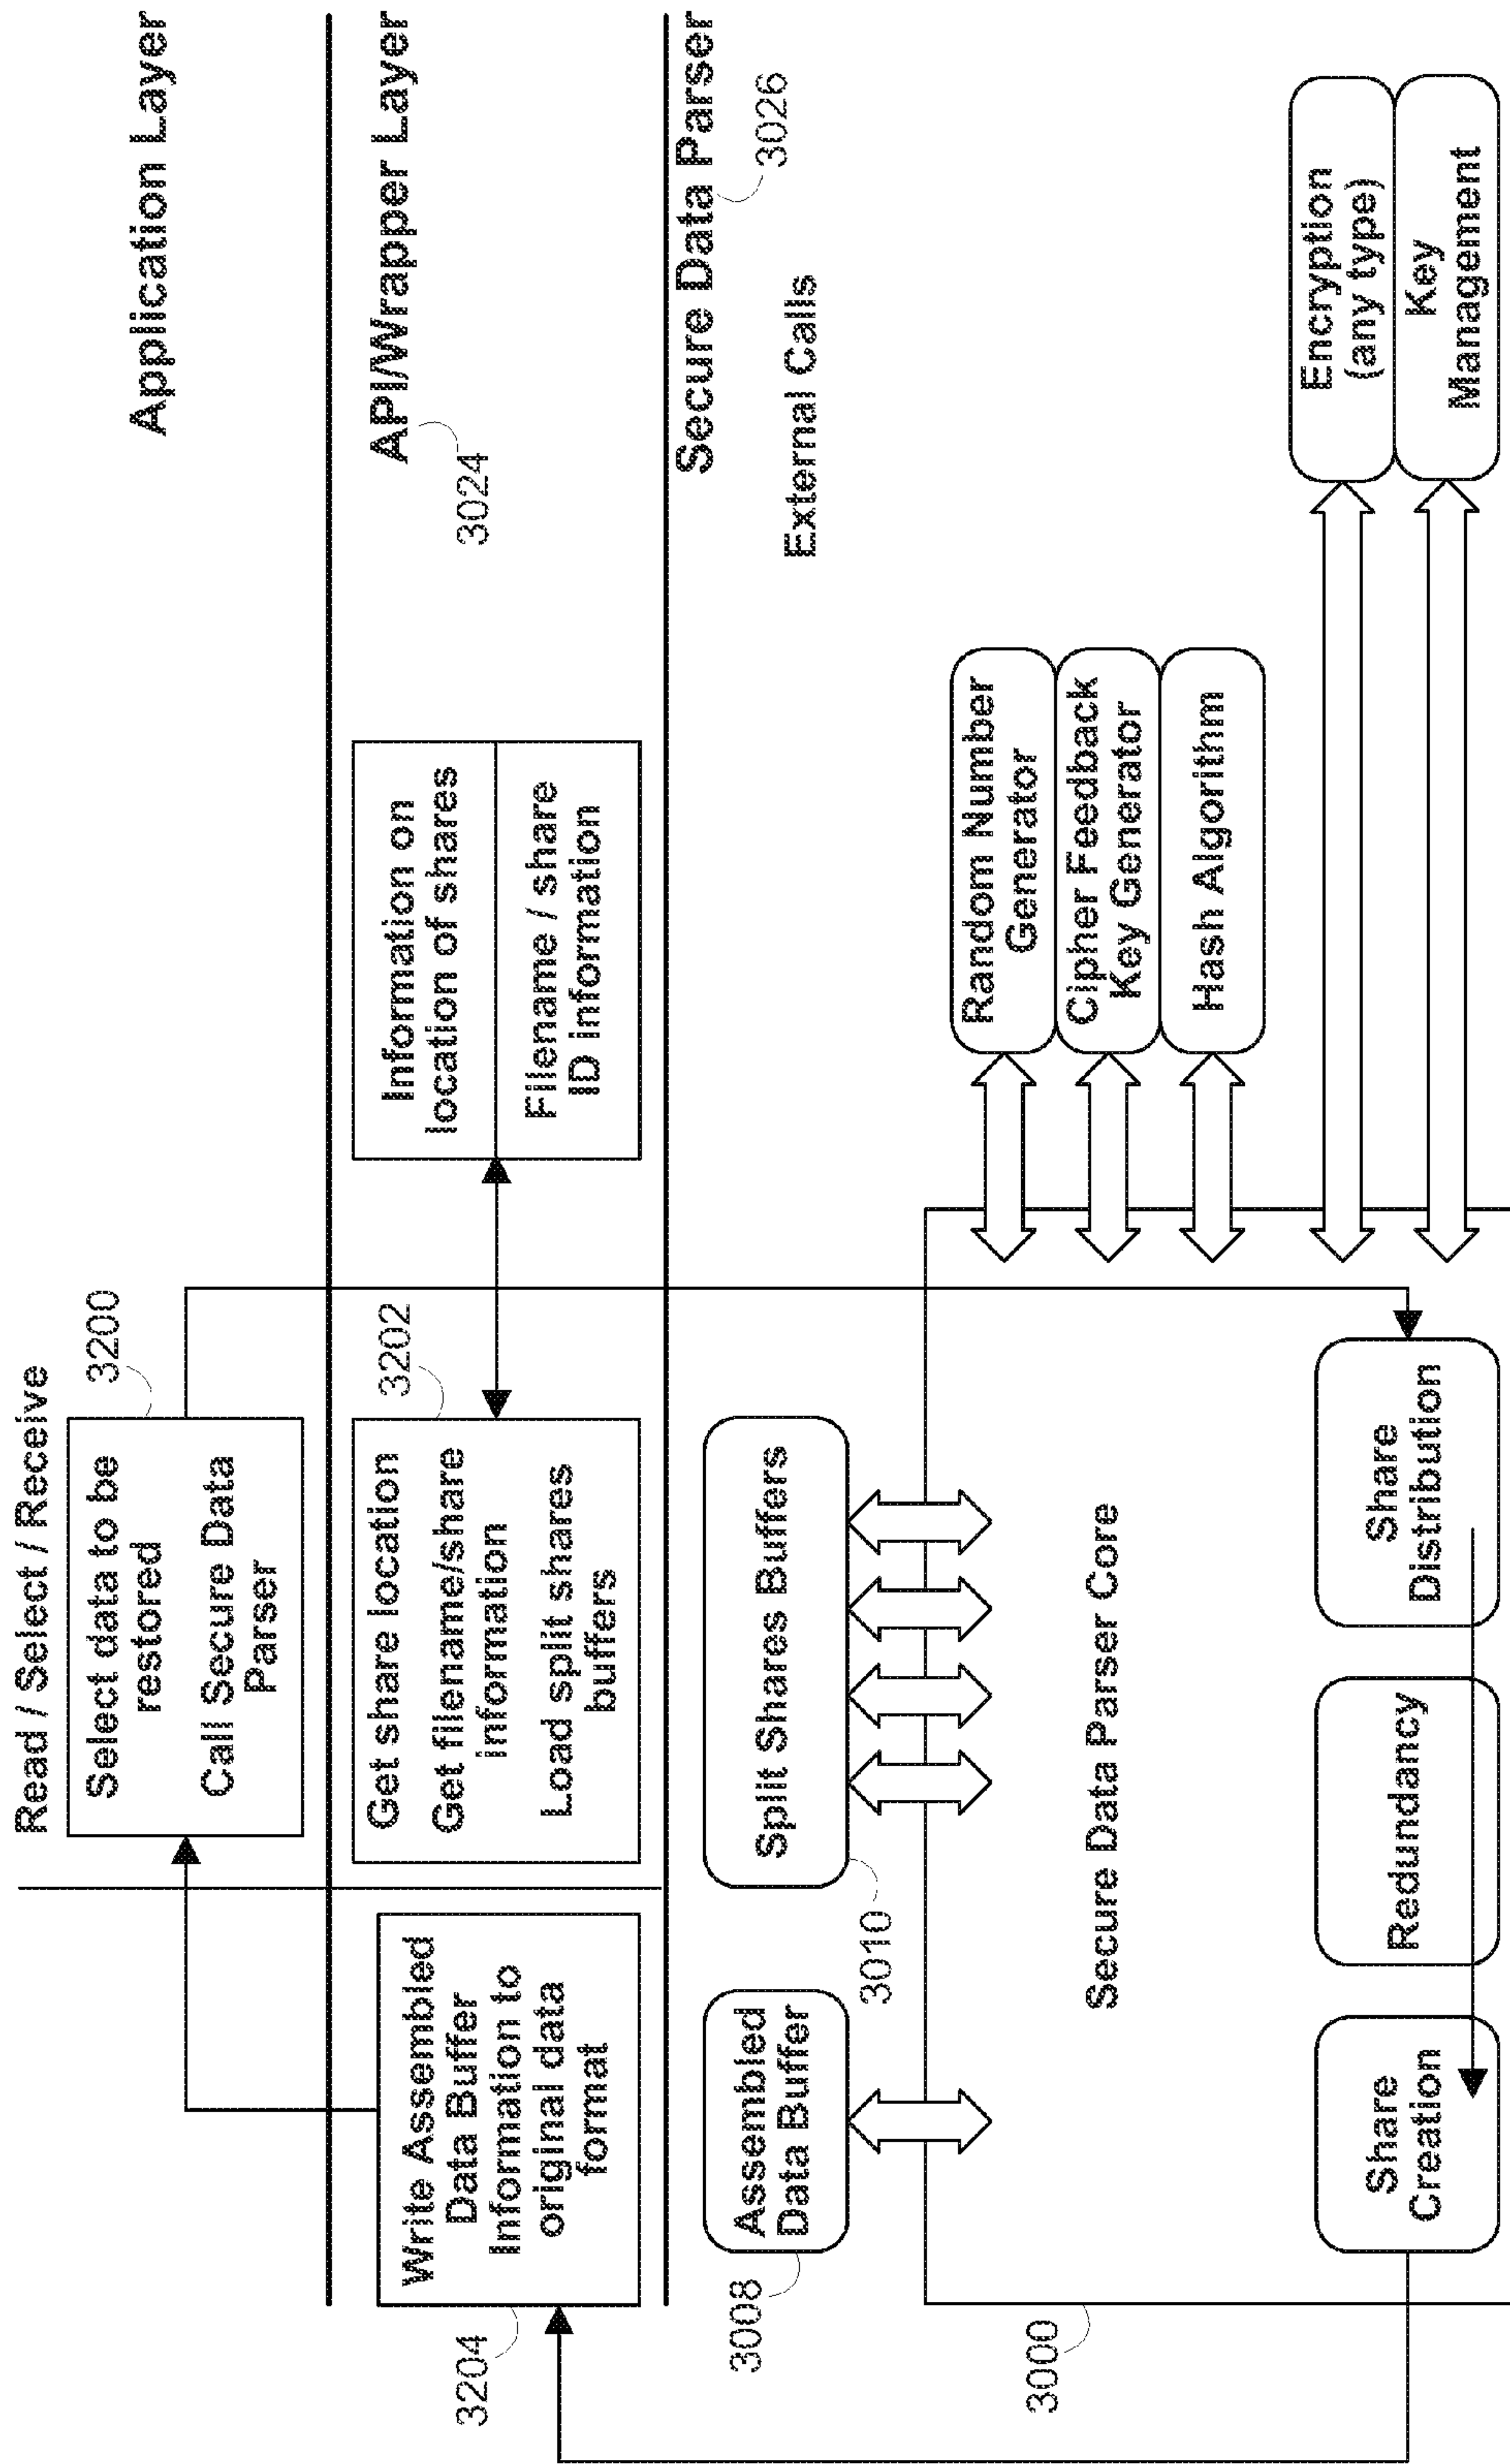 Read / Select / Receive
Application Layer
3200
Select data to be
restored
Call Secure Data
Parser
API/Wrapper Layer
3024
3204
Write Assembled
Data Buffer
Information to
original data
format
3202
Get share location
Get filename/share
information
Load split shares
buffers
Information on
location of shares
Filename / share
ID information
Secure Data Parser
3026
External Calls
3008
Assembled
Data Buffer
3010
Split Shares Buffers
3000
Secure Data Parser Core
Random Number
Generator
Cipher Feedback
Key Generator
Hash Algorithm
Encryption
(any type)
Key
Management
Share
Creation
Redundancy
Share
Distribution